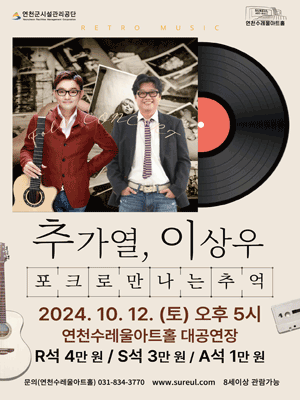 연천군시설관리공단
연천수레울아트홀
RETRO MUSIC
추가열, 이상우
포크로만나는추억
2024. 10. 12. (토) 오후 5시
연천수레울아트홀 대공연장
R석 4만 원 / S석 3만 원 / A석 1만 원
문의(연천수레울아트홀) 031-834-3770 www.sureul.com 8세이상 관람가능